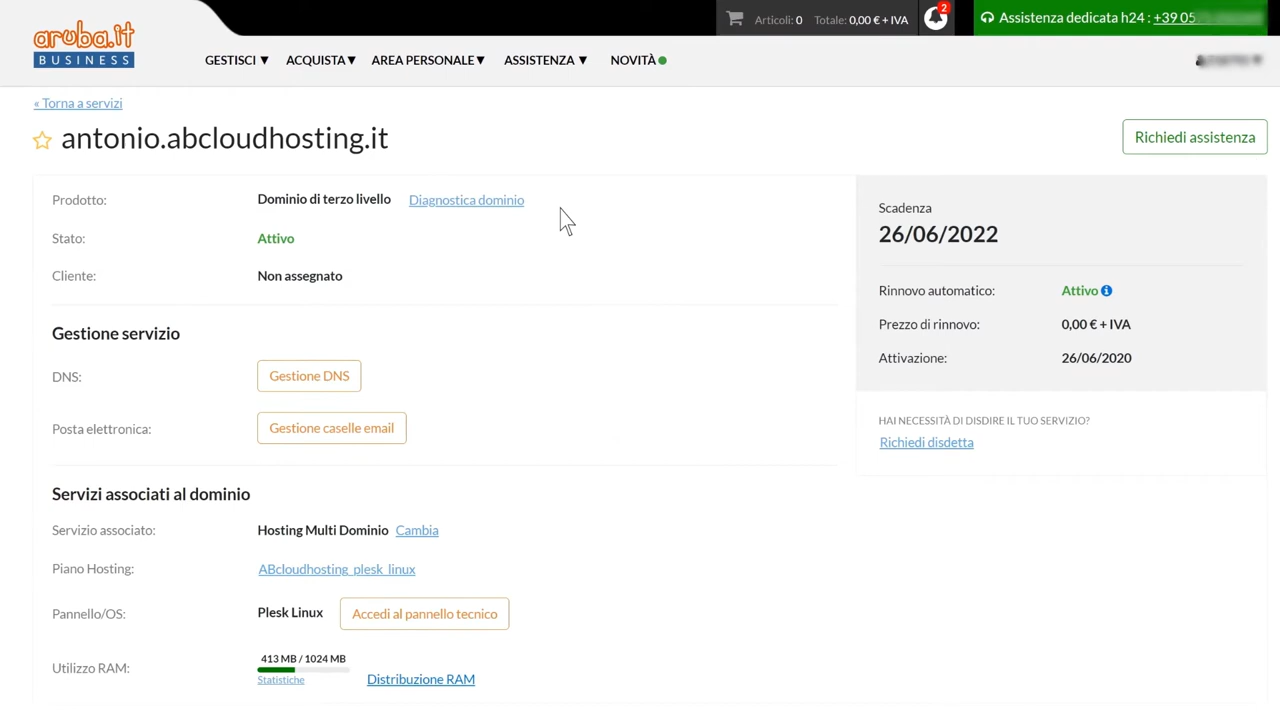 aruba.it
BUSINESS
Articoli: 0 Totale: 0,00 € + IVA
2
Assistenza dedicata h24 : +39 05
GESTISCI ▼ ACQUISTA▼ AREA PERSONALE▼ ASSISTENZA ▼ NOVITÀ
« Torna a servizi
antonio.abcloudhosting.it
Richiedi assistenza
Prodotto: Dominio di terzo livello Diagnostica dominio
Stato: Attivo
Cliente: Non assegnato
Gestione servizio
DNS: Gestione DNS
Posta elettronica: Gestione caselle email
Servizi associati al dominio
Servizio associato: Hosting Multi Dominio Cambia
Piano Hosting: ABcloudhosting_plesk_linux
Pannello/OS: Plesk Linux Accedi al pannello tecnico
Utilizzo RAM: 413 MB / 1024 MB
Statistiche Distribuzione RAM
Scadenza
26/06/2022
Rinnovo automatico: Attivo
Prezzo di rinnovo: 0,00 € + IVA
Attivazione: 26/06/2020
HAI NECESSITÀ DI DISDIRE IL TUO SERVIZIO?
Richiedi disdetta